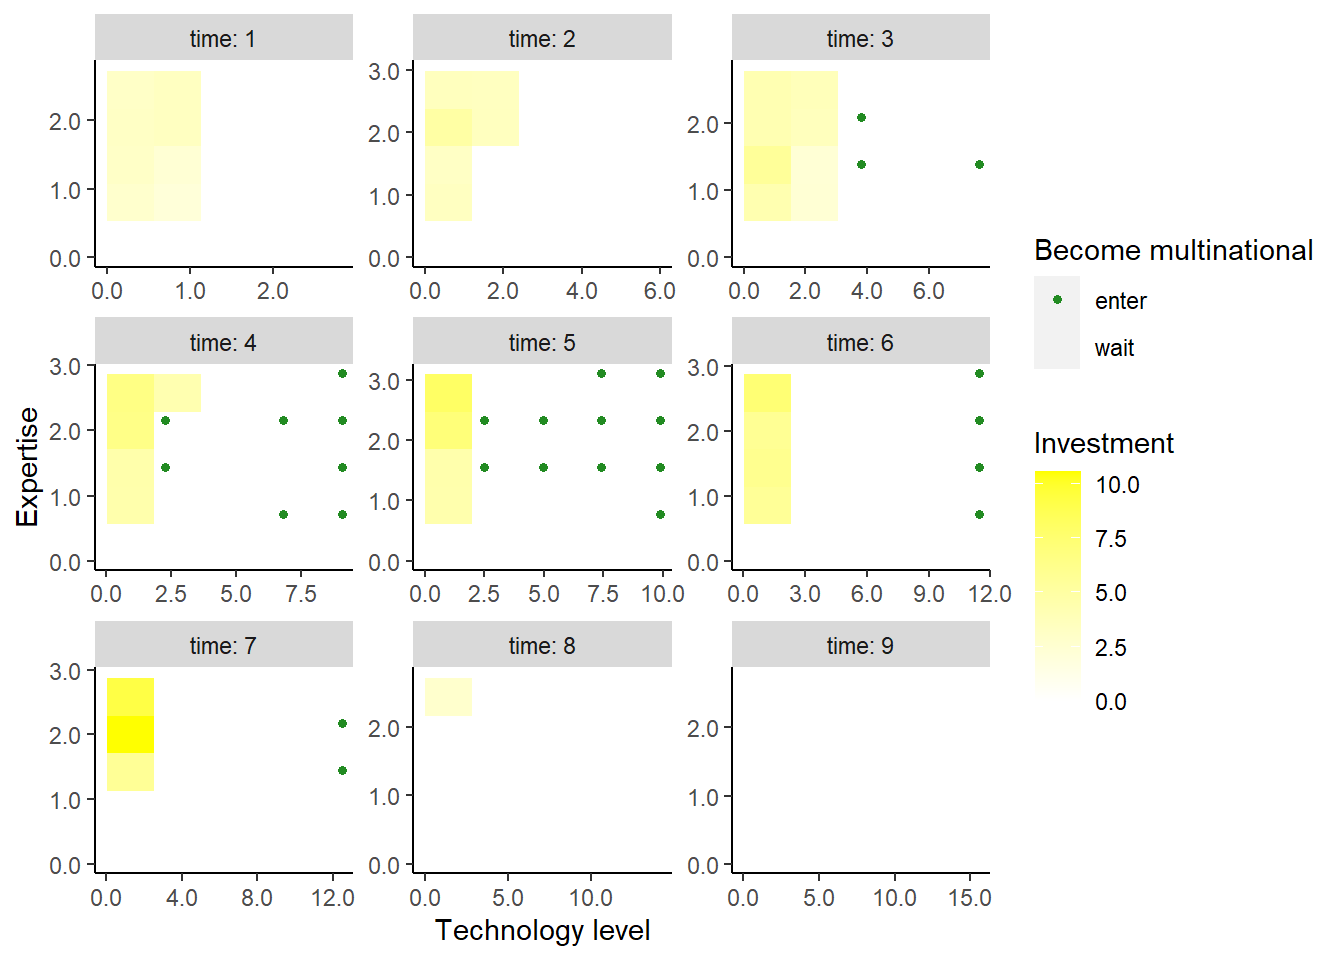 time: 1
time: 2
time: 3
2.0
1.0
0.0
3.0
2.0
1.0
0.0
2.0
1.0
0.0
0.0 1.0 2.0
0.0 2.0 4.0 6.0
0.0 2.0 4.0 6.0
time: 4
time: 5
time: 6
3.0
2.0
1.0
0.0
3.0
2.0
1.0
0.0
3.0
2.0
1.0
0.0
0.0 2.5 5.0 7.5
0.0 2.5 5.0 7.5 10.0
0.0 3.0 6.0 9.0 12.0
time: 7
time: 8
time: 9
3.0
2.0
1.0
0.0
2.0
1.0
0.0
2.0
1.0
0.0
0.0 4.0 8.0 12.0
0.0 5.0 10.0
0.0 5.0 10.0 15.0
Expertise
Technology level
Become multinational
enter
wait
Investment
10.0
7.5
5.0
2.5
0.0